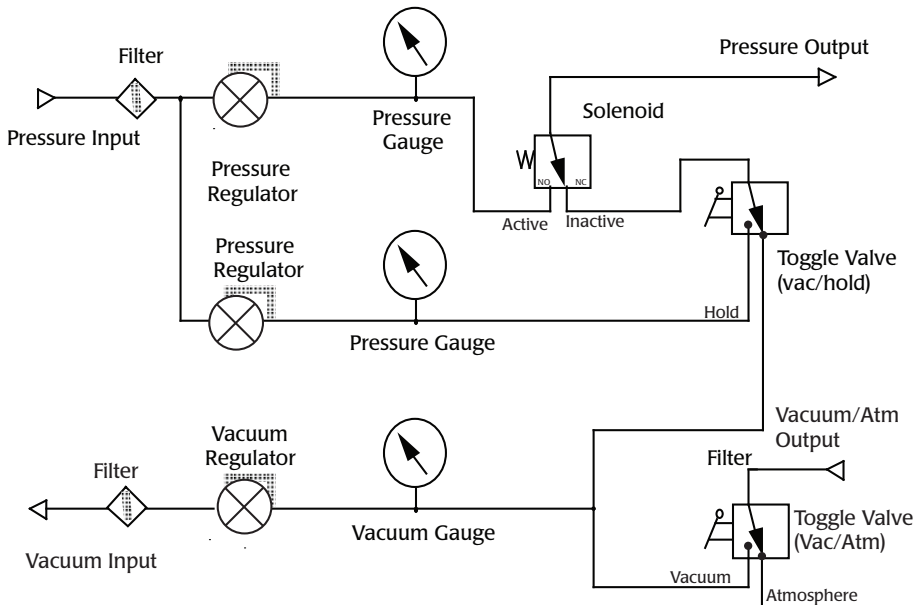 Filter
Pressure Output
Solenoid
Pressure Input
Pressure
Gauge
Pressure
Regulator
NO
NC
Active
Inactive
Pressure
Regulator
Toggle Valve
(vac/hold)
Hold
Pressure Gauge
Vacuum/Atm
Output
Vacuum
Regulator
Filter
Filter
Toggle Valve
(Vac/Atm)
Vacuum Gauge
Vacuum Input
Vacuum
Atmosphere